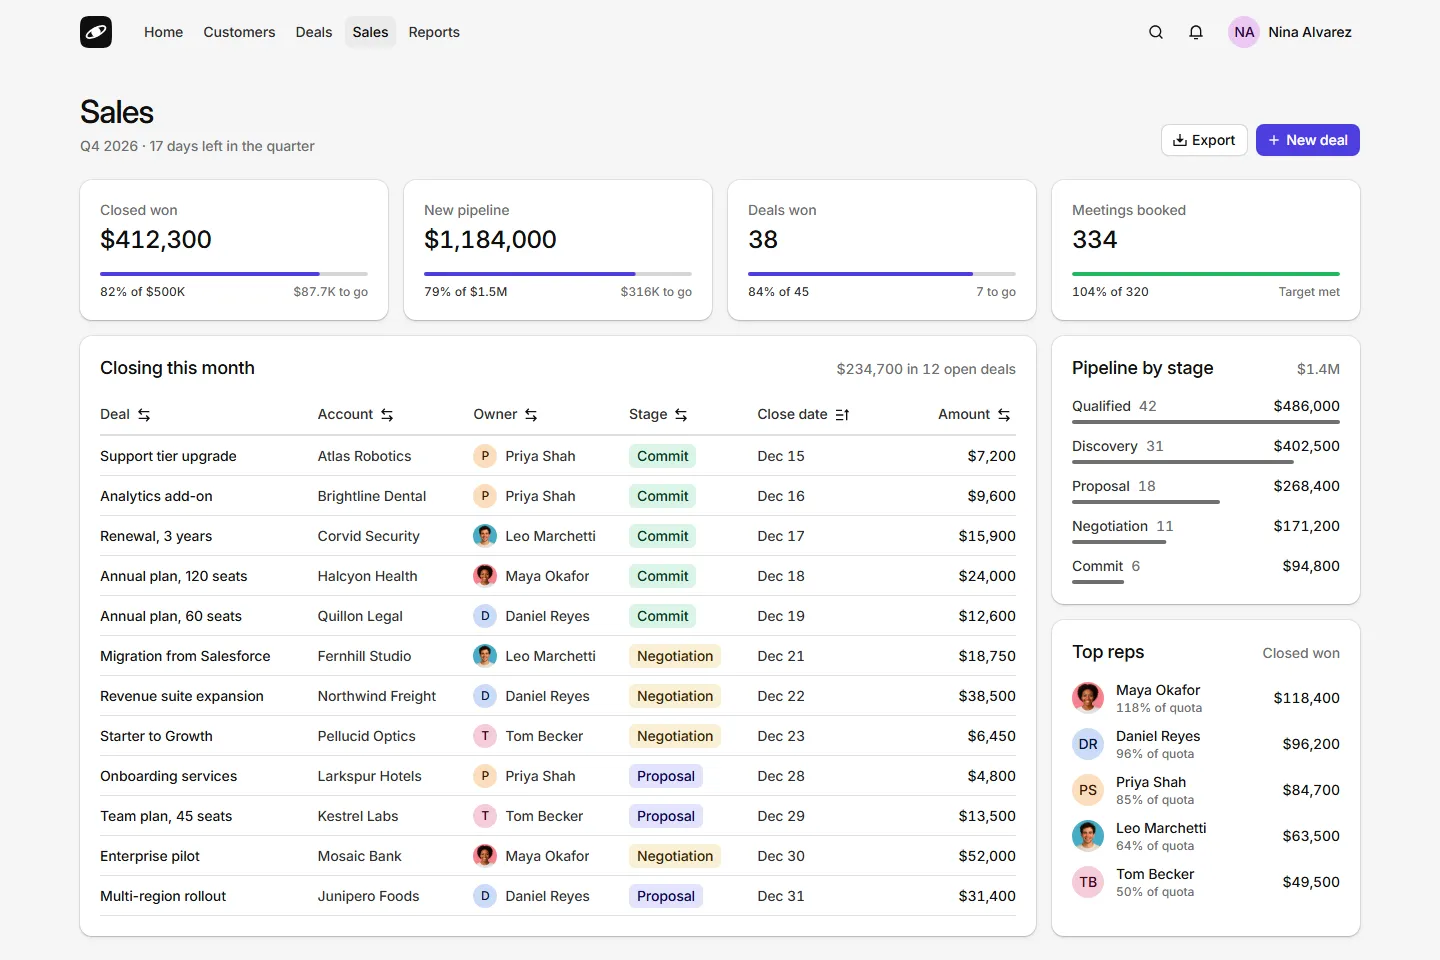 Home Customers Deals Sales Reports
NA Nina Alvarez
Sales
Q4 2026 · 17 days left in the quarter
Export
+ New deal
Closed won
$412,300
82% of $500K $87.7K to go
New pipeline
$1,184,000
79% of $1.5M $316K to go
Deals won
38
84% of 45 7 to go
Meetings booked
334
104% of 320 Target met
Closing this month $234,700 in 12 open deals
Deal Account Owner Stage Close date Amount
Support tier upgrade Atlas Robotics P Priya Shah Commit Dec 15 $7,200
Analytics add-on Brightline Dental P Priya Shah Commit Dec 16 $9,600
Renewal, 3 years Corvid Security Leo Marchetti Commit Dec 17 $15,900
Annual plan, 120 seats Halcyon Health Maya Okafor Commit Dec 18 $24,000
Annual plan, 60 seats Quillon Legal D Daniel Reyes Commit Dec 19 $12,600
Migration from Salesforce Fernhill Studio Leo Marchetti Negotiation Dec 21 $18,750
Revenue suite expansion Northwind Freight D Daniel Reyes Negotiation Dec 22 $38,500
Starter to Growth Pellucid Optics T Tom Becker Negotiation Dec 23 $6,450
Onboarding services Larkspur Hotels P Priya Shah Proposal Dec 28 $4,800
Team plan, 45 seats Kestrel Labs T Tom Becker Proposal Dec 29 $13,500
Enterprise pilot Mosaic Bank Maya Okafor Negotiation Dec 30 $52,000
Multi-region rollout Junipero Foods D Daniel Reyes Proposal Dec 31 $31,400
Pipeline by stage $1.4M
Qualified 42 $486,000
Discovery 31 $402,500
Proposal 18 $268,400
Negotiation 11 $171,200
Commit 6 $94,800
Top reps Closed won
Maya Okafor $118,400
118% of quota
DR Daniel Reyes $96,200
96% of quota
PS Priya Shah $84,700
85% of quota
Leo Marchetti $63,500
64% of quota
TB Tom Becker $49,500
50% of quota